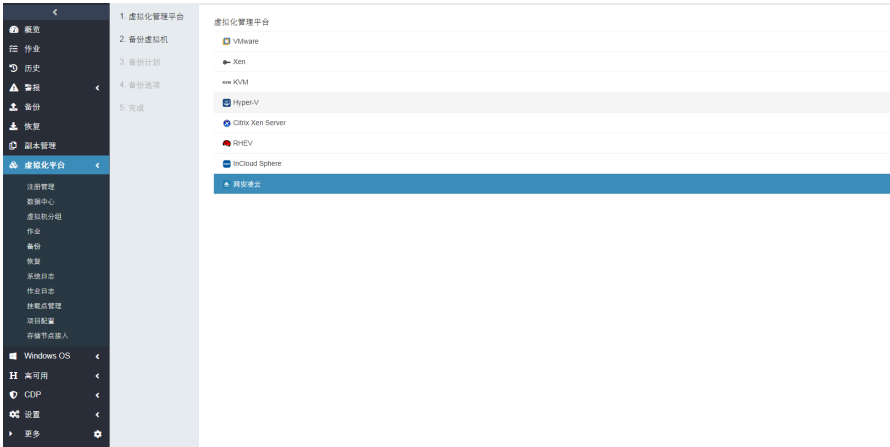 概览
作业
历史
警报
备份
恢复
副本管理
虚拟化平台
注册管理
数据中心
虚拟机分组
作业
备份
恢复
系统日志
作业日志
挂载点管理
项目配置
存储节点接入
Windows OS
高可用
CDP
设置
更多
1. 虚拟化管理平台
2. 备份虚拟机
3. 备份计划
4. 备份选项
5. 完成
虚拟化管理平台
VMware
Xen
KVM KVM
Hyper-V
Citrix Xen Server
RHEV
InCloud Sphere
网安凌云